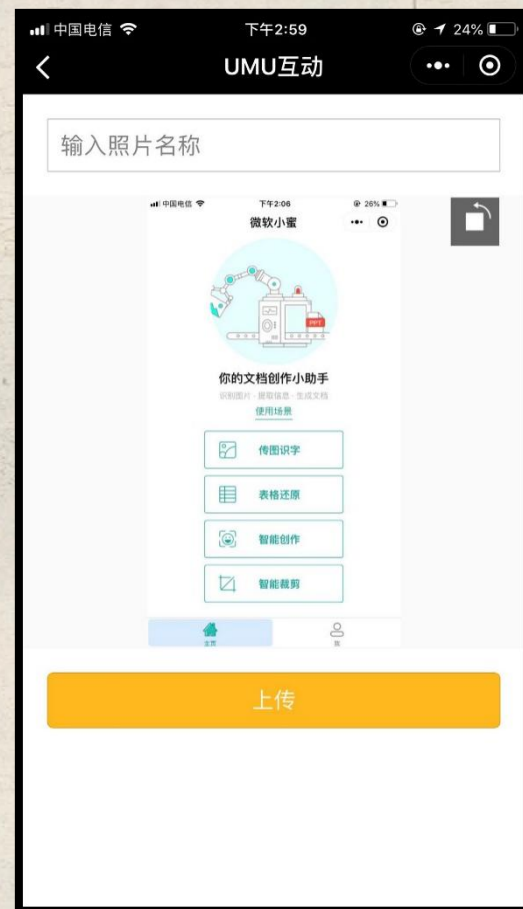 中国电信 下午2:59 24%
UMU互动
输入照片名称
中国电信 下午2:06 26%
微软小蜜
PPT
你的文档创作小助手
识别图片 · 提取信息 · 生成文档
使用场景
传图识字
表格还原
智能创作
智能裁剪
主页 我
上传